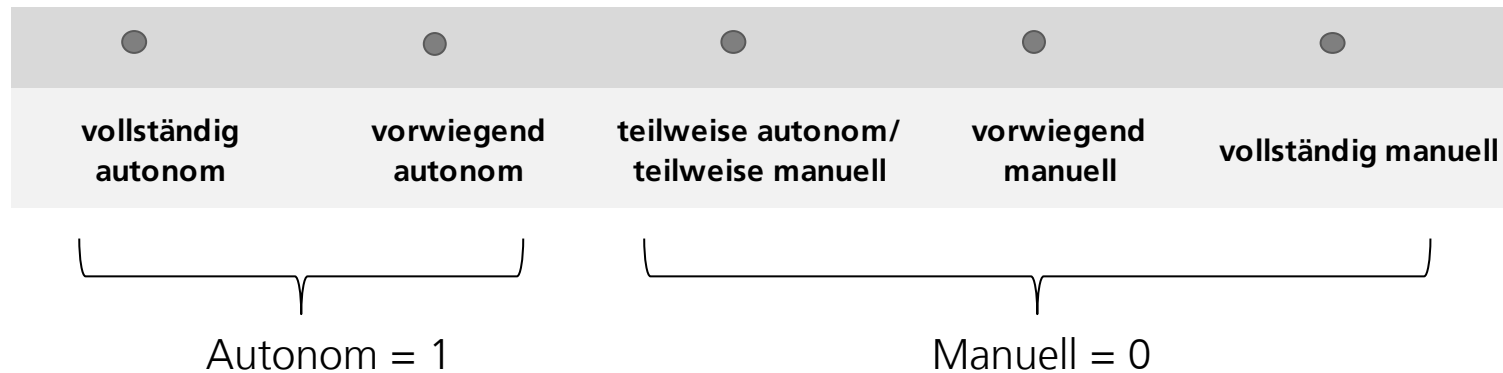 vollständig
autonom
vorwiegend
autonom
teilweise autonom/
teilweise manuell
vorwiegend
manuell
vollständig manuell
Autonom = 1
Manuell = 0